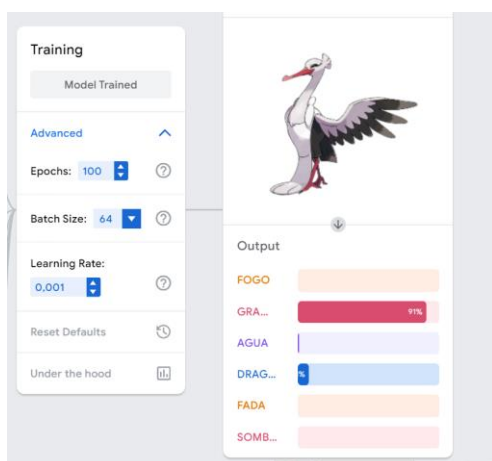 Training
Model Trained
Advanced
Epochs: 100
Batch Size: 64
Learning Rate:
0,001
Reset Defaults
Under the hood
Output
FOGO
GRA... 91%
AGUA
DRAG... %
FADA
SOMB...